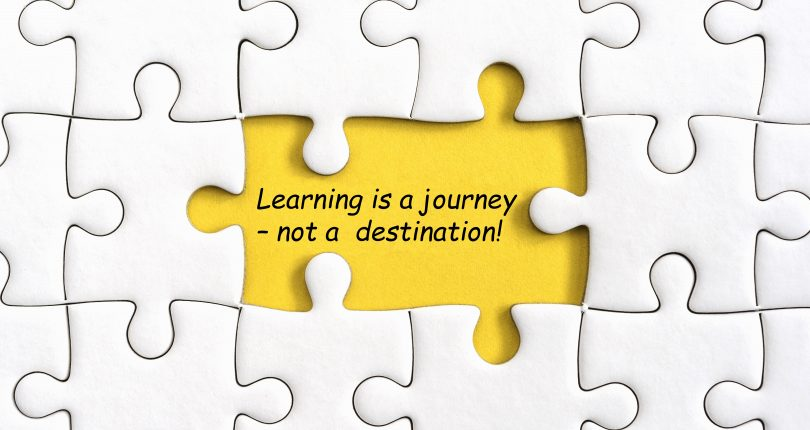 Learning is a journey
– not a  destination!